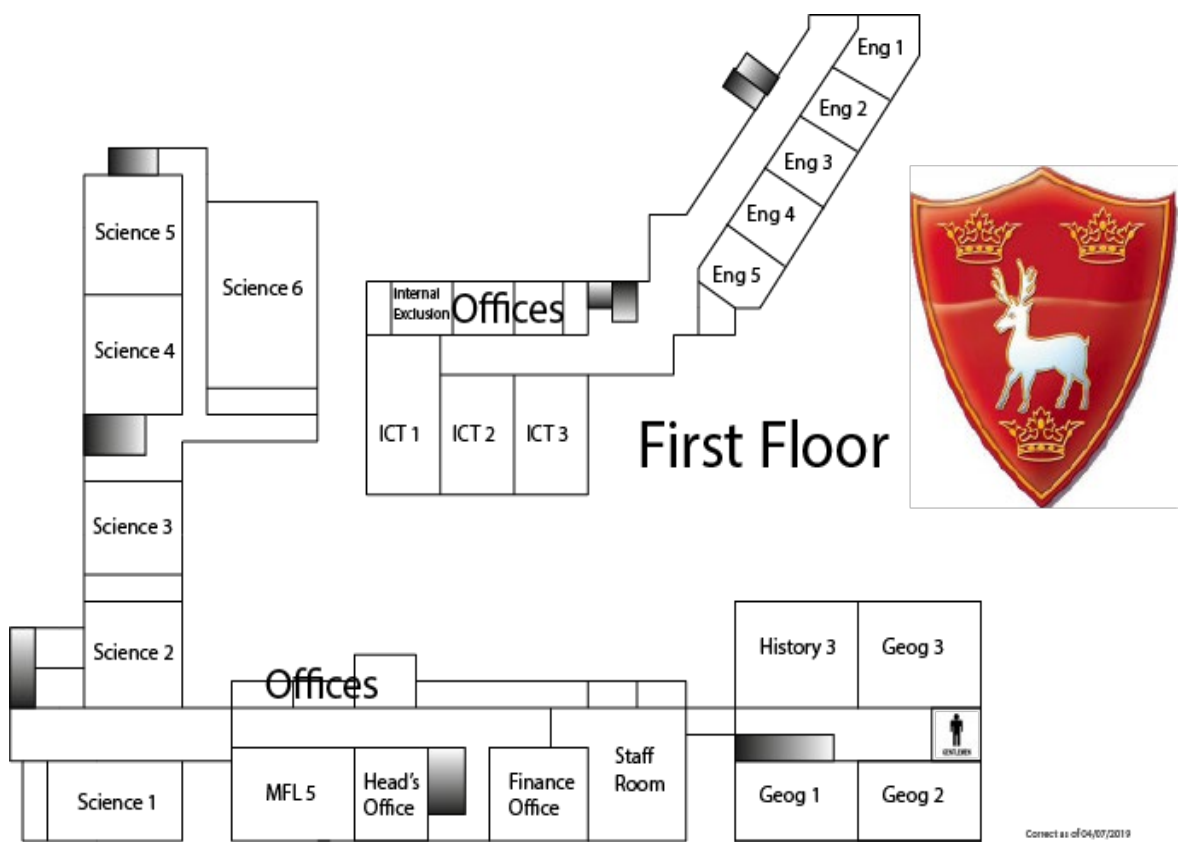 Eng 1
Eng 2
Eng 3
Eng 4
Eng 5
Science 5
Science 6
Science 4
Internal
Exclusion
Offices
ICT 1
ICT 2
ICT 3
First Floor
Science 3
Science 2
History 3
Geog 3
Offices
GENTLEMEN
Science 1
MFL 5
Head's
Office
Finance
Office
Staff
Room
Geog 1
Geog 2
Correct as of 04/07/2019